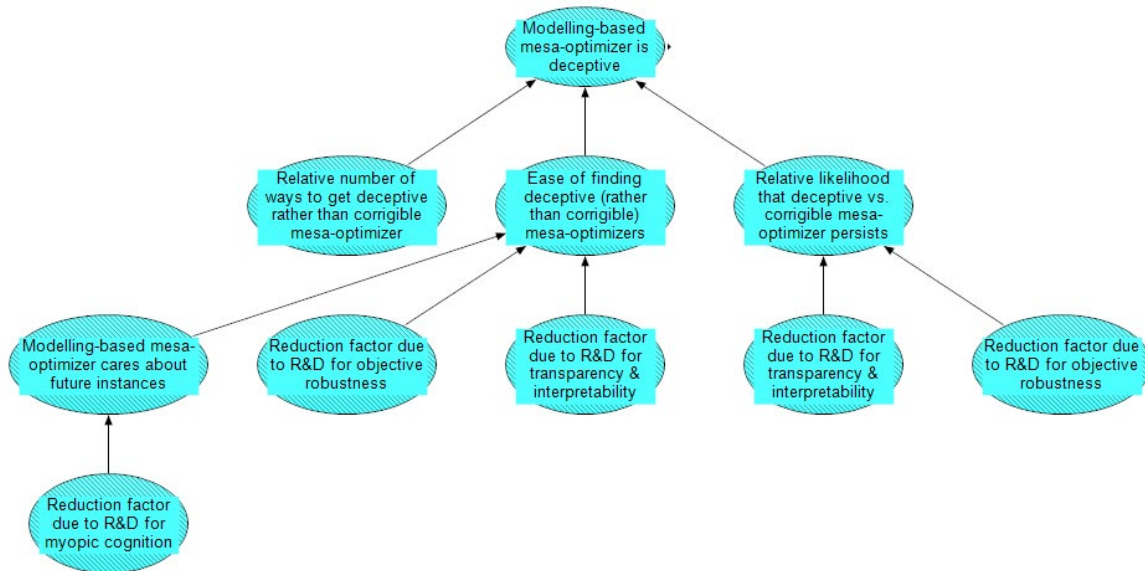 Modelling-based
mesa-optimizer is
deceptive
Relative number of
ways to get deceptive
rather than corrigible
mesa-optimizer
Ease of finding
deceptive (rather
than corrigible)
mesa-optimizers
Relative likelihood
that deceptive vs.
corrigible mesa-
optimizer persists
Modelling-based mesa-
optimizer cares about
future instances
Reduction factor due
to R&D for objective
robustness
Reduction factor
due to R&D for
transparency &
interpretability
Reduction factor
due to R&D for
transparency &
interpretability
Reduction factor due
to R&D for objective
robustness
Reduction factor
due to R&D for
myopic cognition